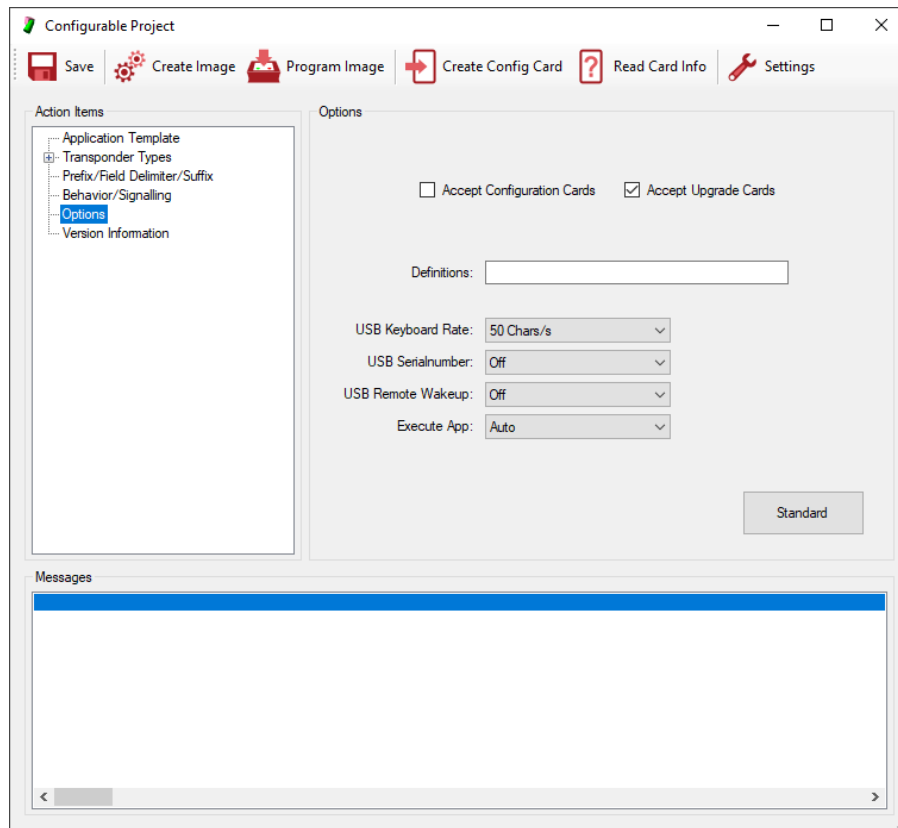 Configurable Project
Save Create Image Program Image Create Config Card Read Card Info Settings
Action Items
Application Template
Transponder Types
Prefix/Field Delimiter/Suffix
Behavior/Signalling
Options
Version Information
Options
Accept Configuration Cards Accept Upgrade Cards
Definitions:
USB Keyboard Rate: 50 Chars/s
USB Serialnumber: Off
USB Remote Wakeup: Off
Execute App: Auto
Standard
Messages